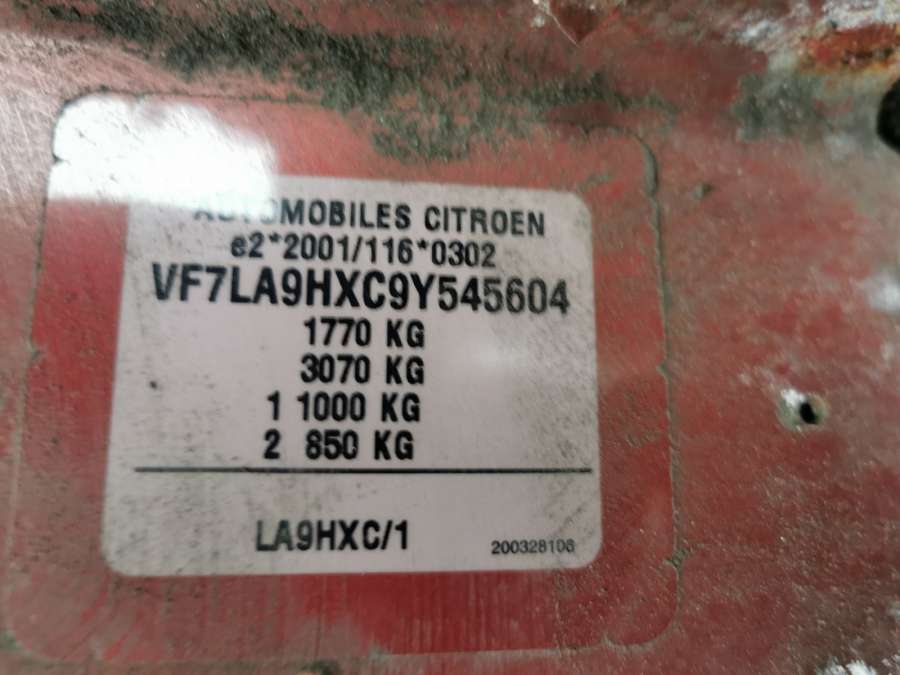 AUTOMOBILES CITROEN
e2*2001/116*0302
VF7LA9HXC9Y545604
1770 KG
3070 KG
1 1000 KG
2 850 KG
LA9HXC/1
200328106